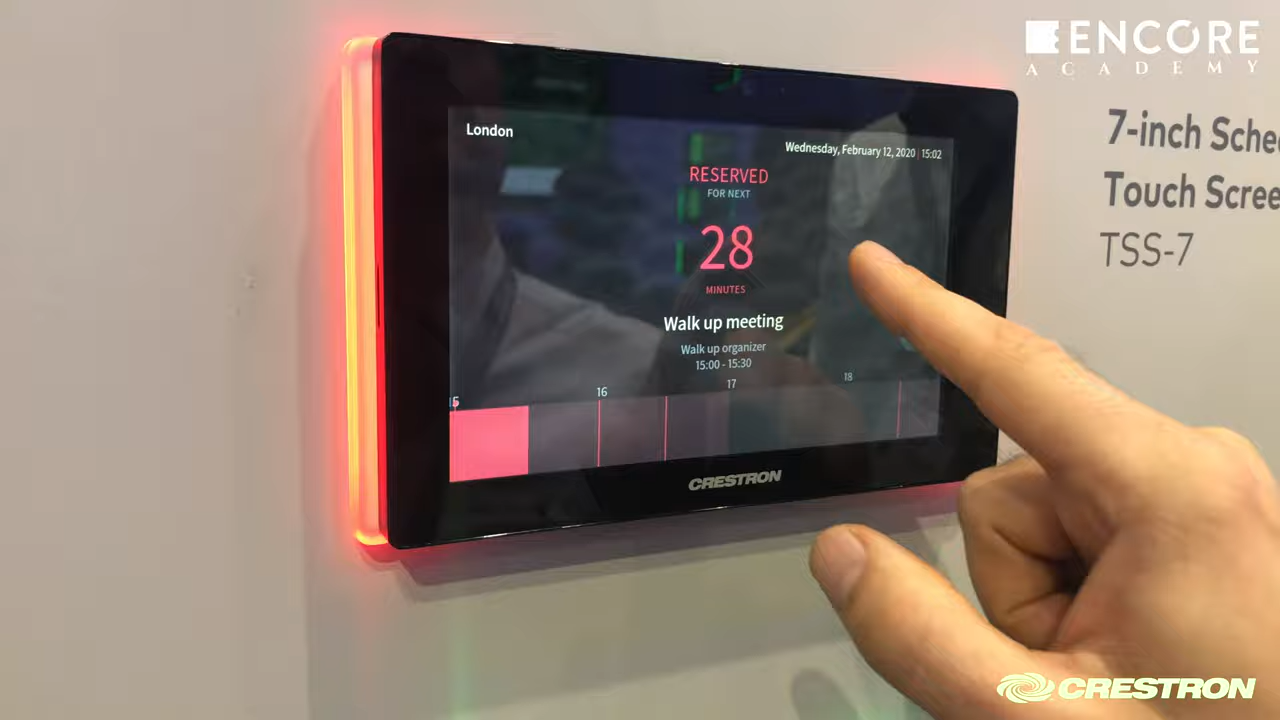 ENCORE
ACADEMY
7-inch Sche
Touch Scree
TSS-7
London
Wednesday, February 12, 2020 | 15:02
RESERVED
FOR NEXT
28
MINUTES
Walk up meeting
Walk up organizer
15:00 - 15:30
15 16 17 18
CRESTRON
CRESTRON